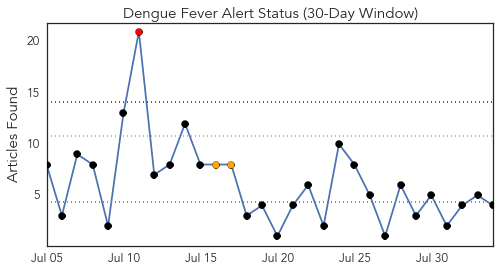 Dengue Fever Alert Status (30-Day Window)
Articles Found
20
15
10
5
Jul 05
Jul 10
Jul 15
Jul 20
Jul 25
Jul 30